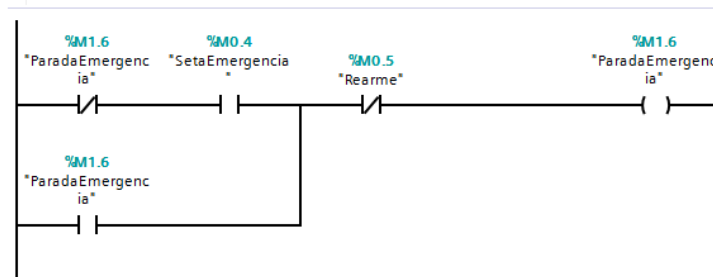 %M1.6
"ParadaEmergenc
ia"
%M0.4
"SetaEmergencia
"
%M0.5
"Rearme"
%M1.6
"ParadaEmergenc
ia"
%M1.6
"ParadaEmergenc
ia"